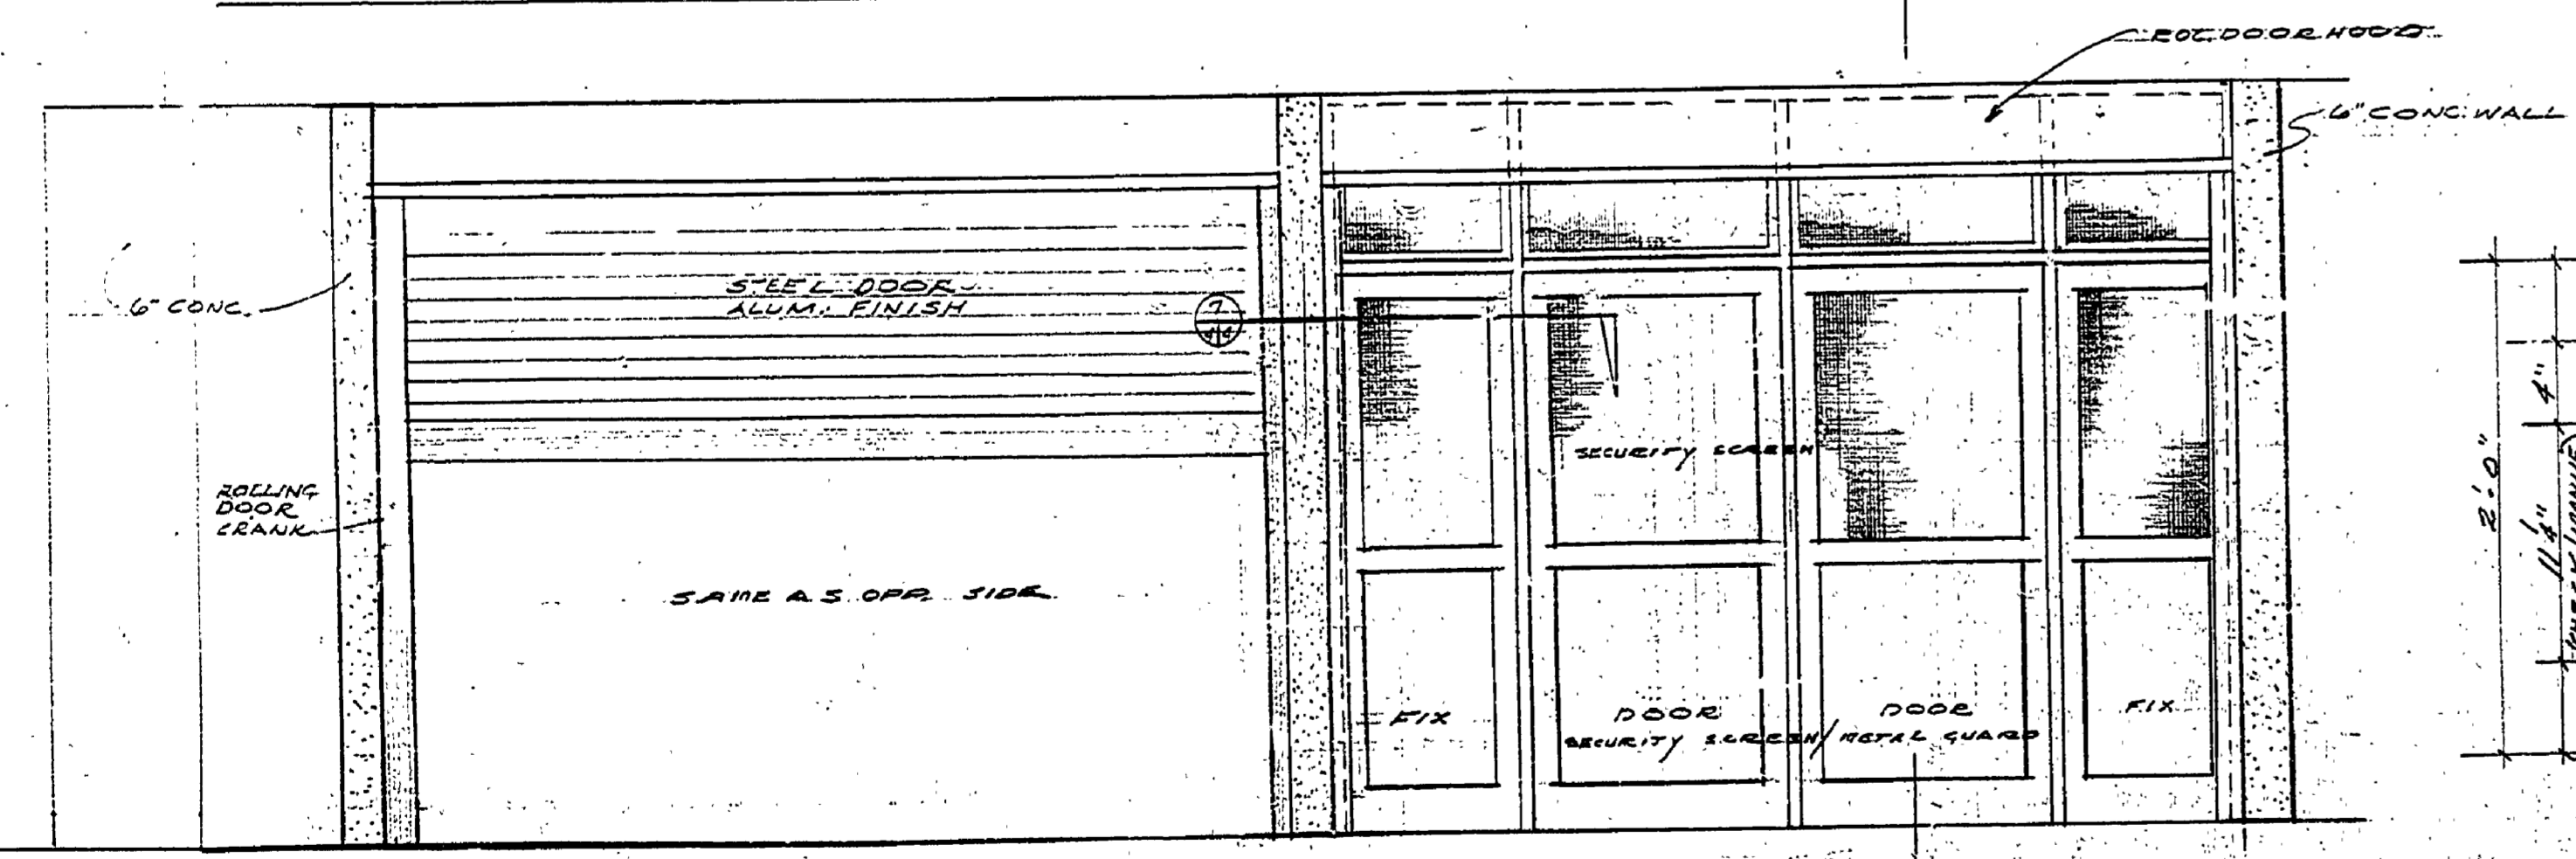 ROL DOOR HOOD
6" CONC. WALL
STEEL DOOR
ALUM. FINISH
7
6" CONC.
4"
SECURITY SCREEN
2'-0"
ROLLING
DOOR
CRANK
SAME AS OPP. SIDE
FIX
DOOR
DOOR
FIX
SECURITY SCREEN/METAL GUARD